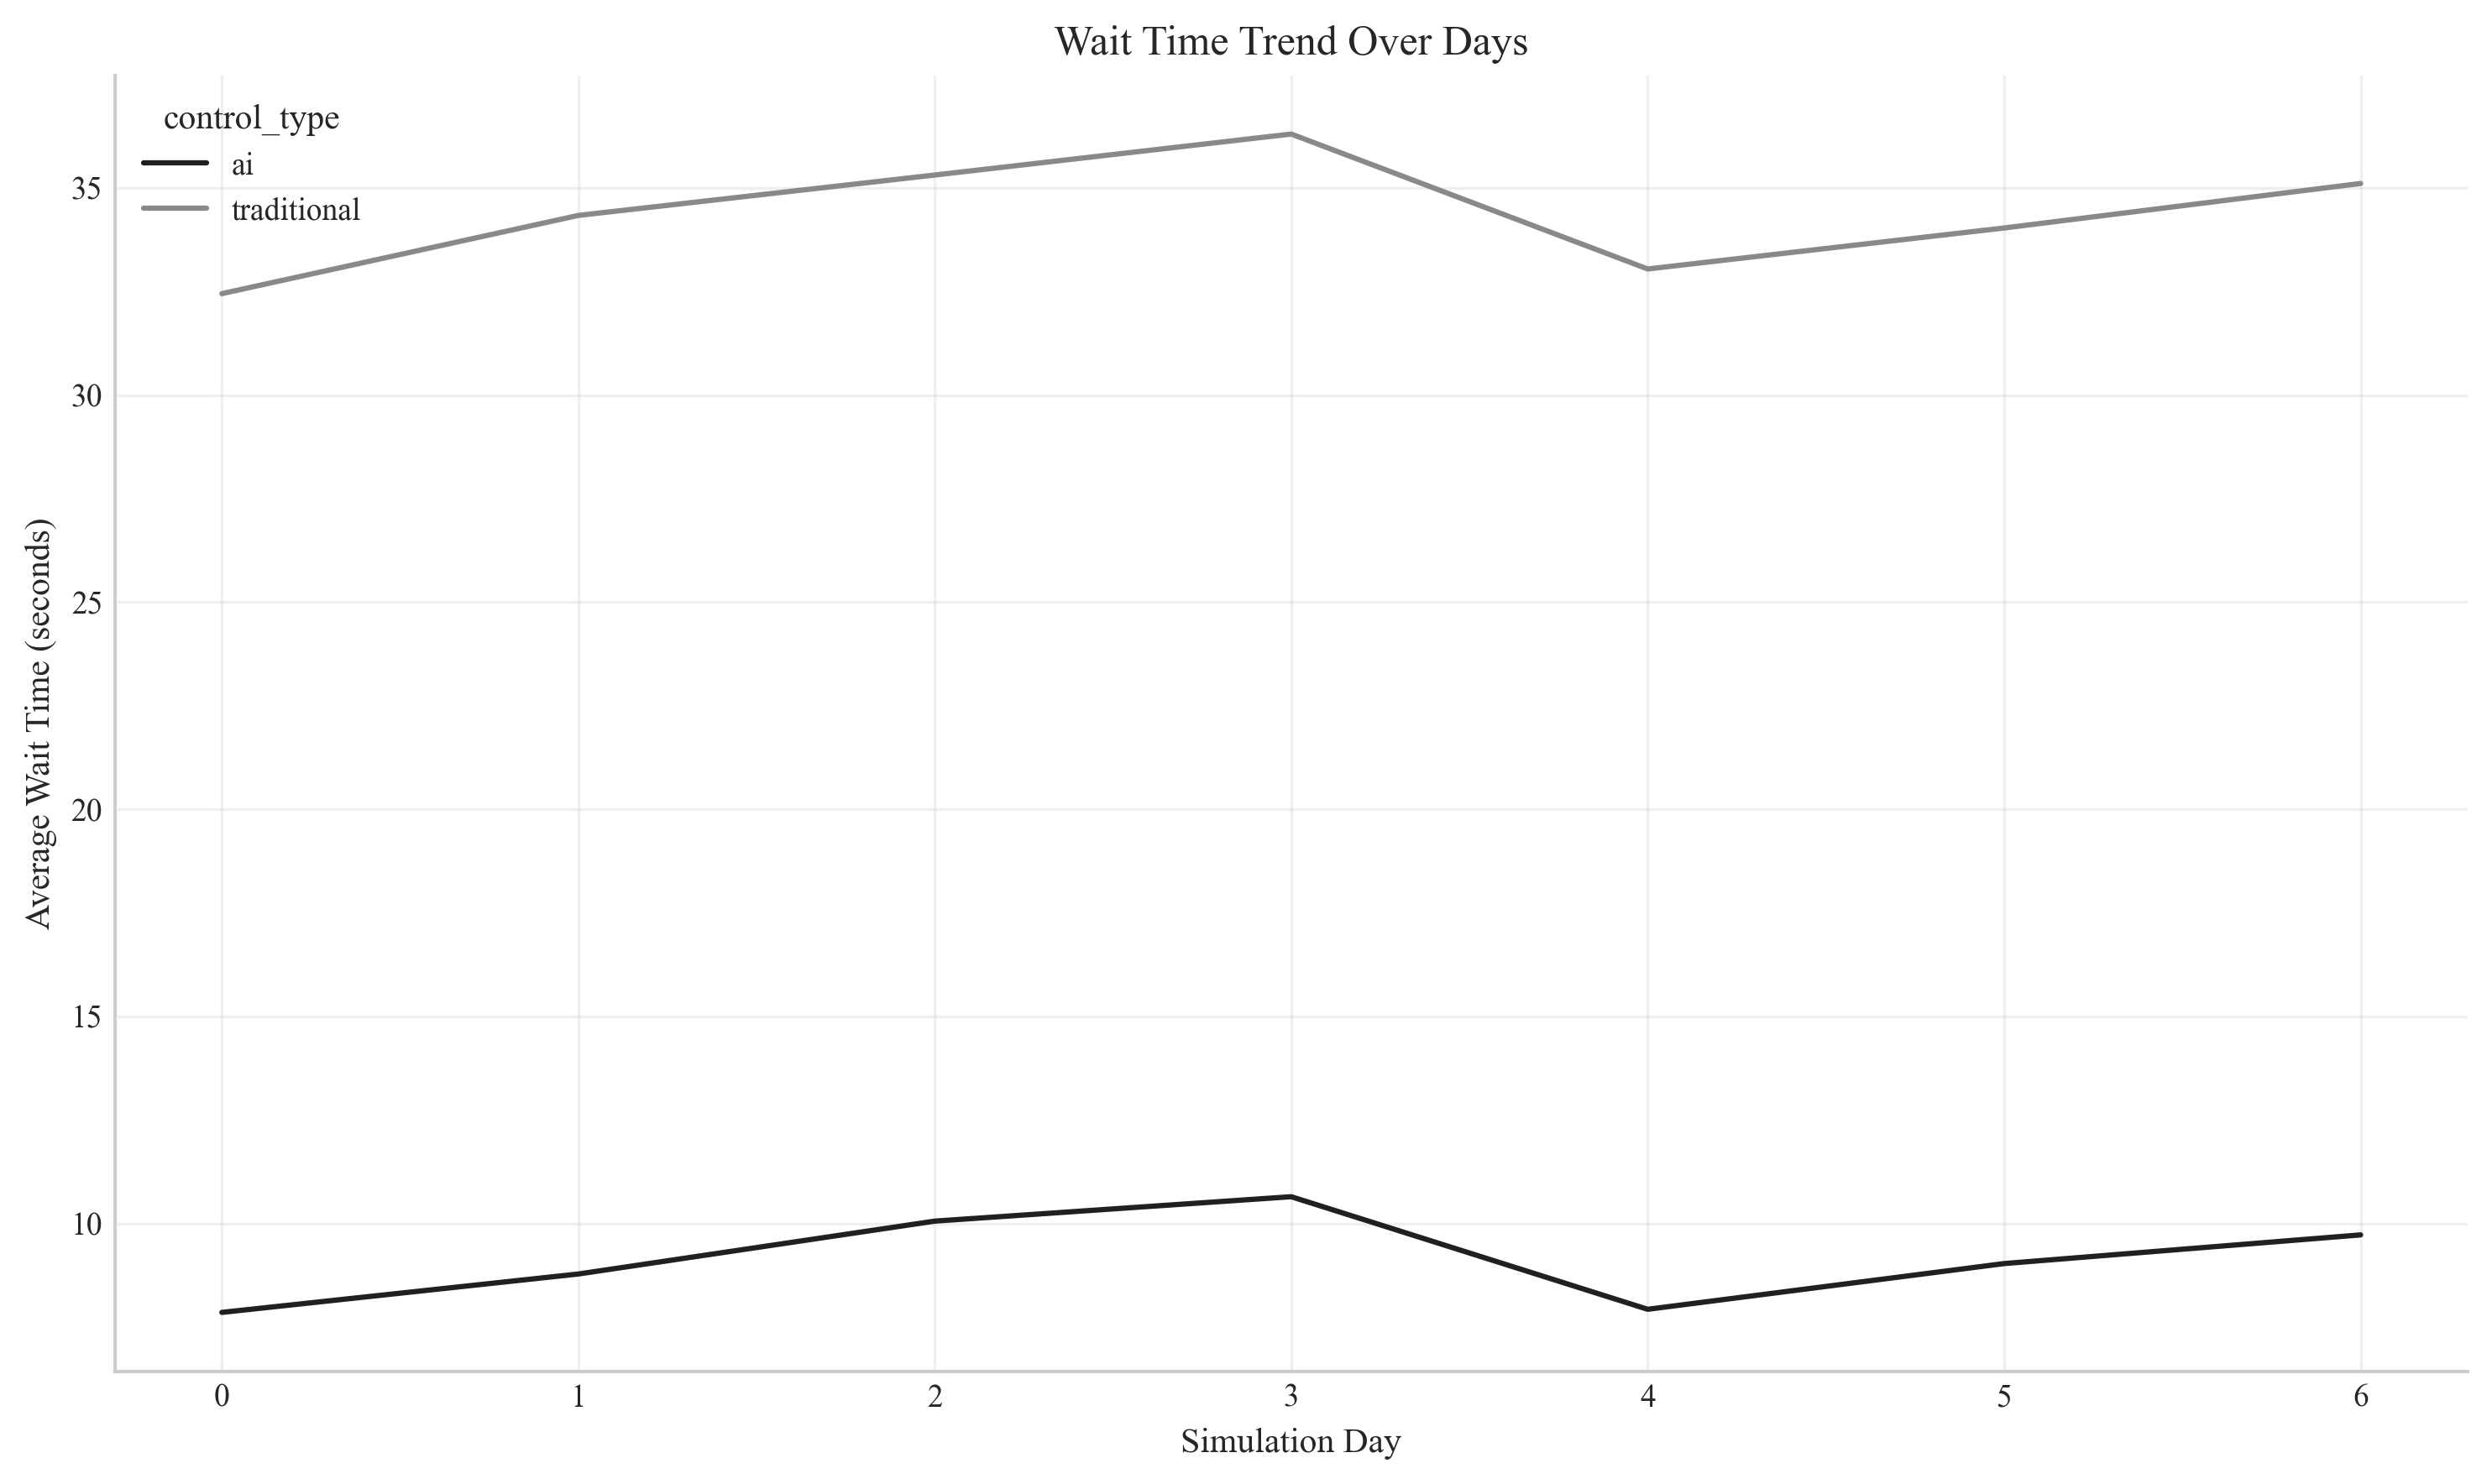 Wait Time Trend Over Days
control_type
ai
traditional
Average Wait Time (seconds)
35
30
25
20
15
10
0 1 2 3 4 5 6
Simulation Day